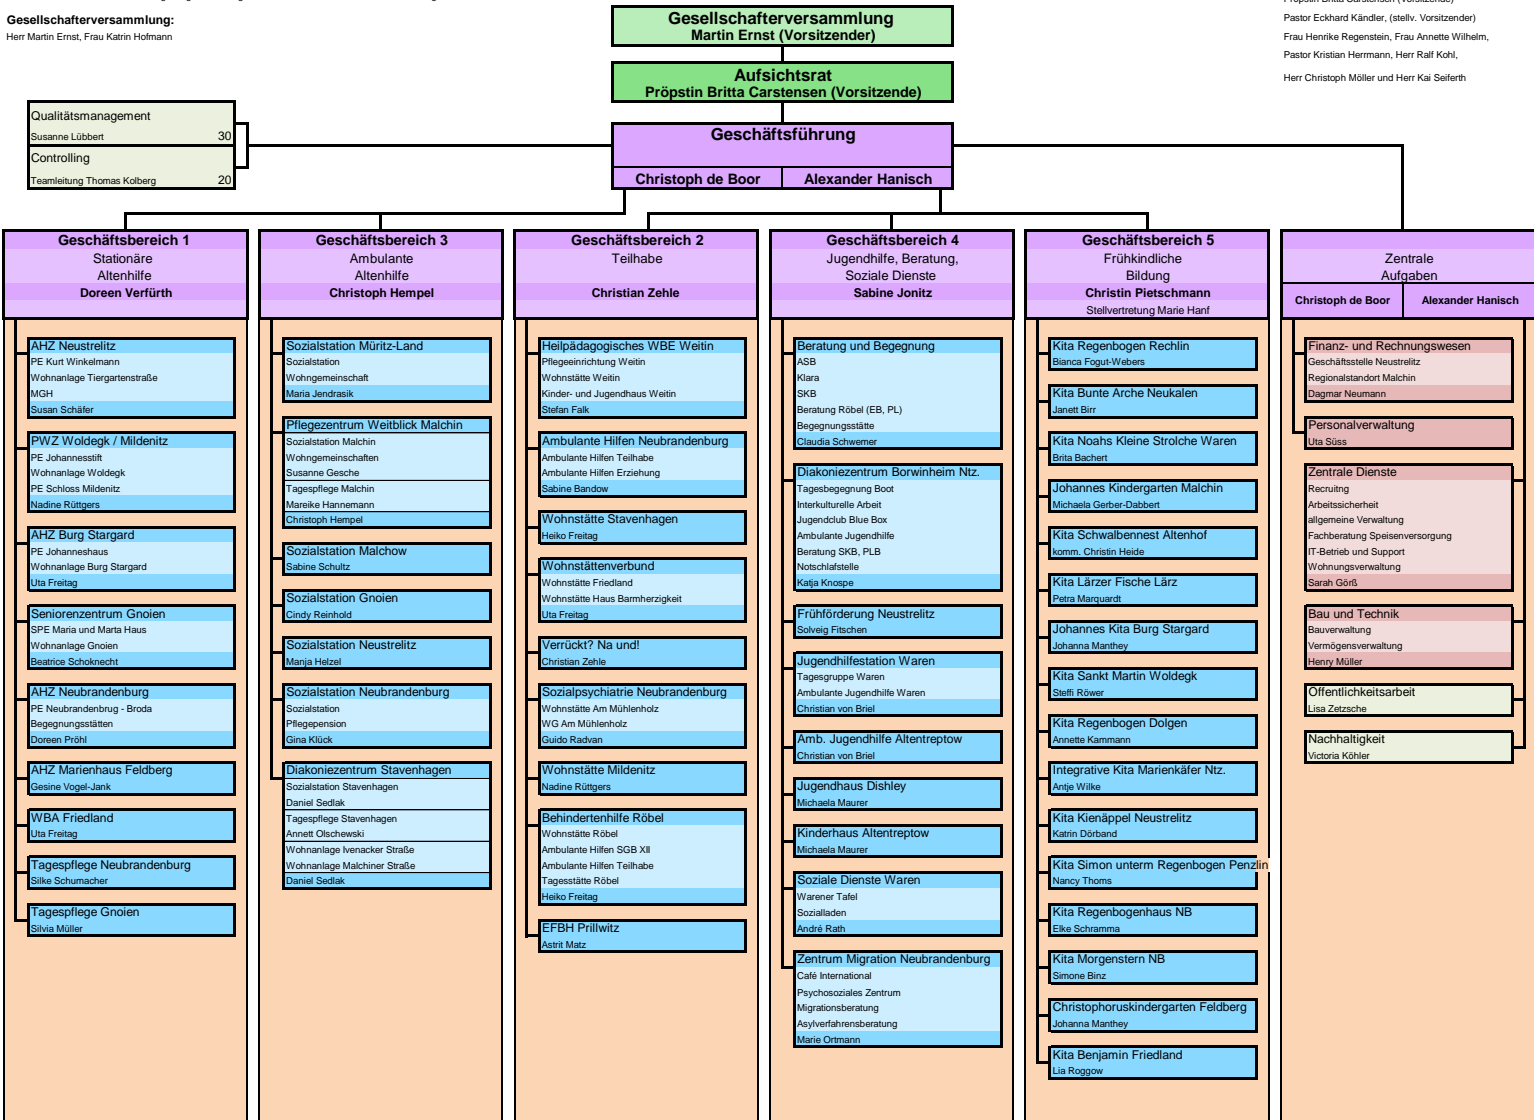 Gesellschafterversammlung:
Herr Martin Ernst, Frau Katrin Hofmann
Gesellschafterversammlung
Martin Ernst (Vorsitzender)
Aufsichtsrat
Pröpstin Britta Carstensen (Vorsitzende)
Pröpstin Britta Carstensen (Vorsitzende)
Pastor Eckhard Kändler, (stellv. Vorsitzender)
Frau Henrike Regenstein, Frau Annette Wilhelm,
Pastor Kristian Herrmann, Herr Ralf Kohl,
Herr Christoph Möller und Herr Kai Seiferth
Qualitätsmanagement
Susanne Lübbert 30
Controlling
Teamleitung Thomas Kolberg 20
Geschäftsführung
Christoph de Boor Alexander Hanisch
Geschäftsbereich 1
Stationäre
Altenhilfe
Doreen Verfürth
AHZ Neustrelitz
PE Kurt Winkelmann
Wohnanlage Tiergartenstraße
MGH
Susan Schäfer
PWZ Woldegk / Mildenitz
PE Johannesstift
Wohnanlage Woldegk
PE Schloss Mildenitz
Nadine Rüttgers
AHZ Burg Stargard
PE Johanneshaus
Wohnanlage Burg Stargard
Uta Freitag
Seniorenzentrum Gnoien
SPE Maria und Marta Haus
Wohnanlage Gnoien
Beatrice Schoknecht
AHZ Neubrandenburg
PE Neubrandenbrug - Broda
Begegnungsstätten
Doreen Pröhl
AHZ Marienhaus Feldberg
Gesine Vogel-Jank
WBA Friedland
Uta Freitag
Tagespflege Neubrandenburg
Silke Schumacher
Tagespflege Gnoien
Silvia Müller
Geschäftsbereich 3
Ambulante
Altenhilfe
Christoph Hempel
Sozialstation Müritz-Land
Sozialstation
Wohngemeinschaft
Maria Jendrasik
Pflegezentrum Weitblick Malchin
Sozialstation Malchin
Wohngemeinschaften
Susanne Gesche
Tagespflege Malchin
Mareike Hannemann
Christoph Hempel
Sozialstation Malchow
Sabine Schultz
Sozialstation Gnoien
Cindy Reinhold
Sozialstation Neustrelitz
Manja Helzel
Sozialstation Neubrandenburg
Sozialstation
Pflegepension
Gina Klück
Diakoniezentrum Stavenhagen
Sozialstation Stavenhagen
Daniel Sedlak
Tagespflege Stavenhagen
Annett Olschewski
Wohnanlage Ivenacker Straße
Wohnanlage Malchiner Straße
Daniel Sedlak
Geschäftsbereich 2
Teilhabe
Christian Zehle
Heilpädagogisches WBE Weitin
Pflegeeinrichtung Weitin
Wohnstätte Weitin
Kinder- und Jugendhaus Weitin
Stefan Falk
Ambulante Hilfen Neubrandenburg
Ambulante Hilfen Teilhabe
Ambulante Hilfen Erziehung
Sabine Bandow
Wohnstätte Stavenhagen
Heiko Freitag
Wohnstättenverbund
Wohnstätte Friedland
Wohnstätte Haus Barmherzigkeit
Uta Freitag
Verrückt? Na und!
Christian Zehle
Sozialpsychiatrie Neubrandenburg
Wohnstätte Am Mühlenholz
WG Am Mühlenholz
Guido Radvan
Wohnstätte Mildenitz
Nadine Rüttgers
Behindertenhilfe Röbel
Wohnstätte Röbel
Ambulante Hilfen SGB XII
Ambulante Hilfen Teilhabe
Tagesstätte Röbel
Heiko Freitag
EFBH Prillwitz
Astrit Matz
Geschäftsbereich 4
Jugendhilfe, Beratung,
Soziale Dienste
Sabine Jonitz
Beratung und Begegnung
ASB
Klara
SKB
Beratung Röbel (EB, PL)
Begegnungsstätte
Claudia Schwemer
Diakoniezentrum Borwinheim Ntz.
Tagesbegegnung Boot
Interkulturelle Arbeit
Jugendclub Blue Box
Ambulante Jugendhilfe
Beratung SKB, PLB
Notschlafstelle
Katja Knospe
Frühförderung Neustrelitz
Solveig Fitschen
Jugendhilfestation Waren
Tagesgruppe Waren
Ambulante Jugendhilfe Waren
Christian von Briel
Amb. Jugendhilfe Altentreptow
Christian von Briel
Jugendhaus Dishley
Michaela Maurer
Kinderhaus Altentreptow
Michaela Maurer
Soziale Dienste Waren
Warener Tafel
Sozialladen
André Rath
Zentrum Migration Neubrandenburg
Café International
Psychosoziales Zentrum
Migrationsberatung
Asylverfahrensberatung
Marie Ortmann
Geschäftsbereich 5
Frühkindliche
Bildung
Christin Pietschmann
Stellvertretung Marie Hanf
Kita Regenbogen Rechlin
Bianca Fogut-Webers
Kita Bunte Arche Neukalen
Janett Birr
Kita Noahs Kleine Strolche Waren
Brita Bachert
Johannes Kindergarten Malchin
Michaela Gerber-Dabbert
Kita Schwalbennest Altenhof
komm. Christin Heide
Kita Lärzer Fische Lärz
Petra Marquardt
Johannes Kita Burg Stargard
Johanna Manthey
Kita Sankt Martin Woldegk
Steffi Röwer
Kita Regenbogen Dolgen
Annette Kammann
Integrative Kita Marienkäfer Ntz.
Antje Wilke
Kita Kienäppel Neustrelitz
Katrin Dörband
Kita Simon unterm Regenbogen Penzlin
Nancy Thoms
Kita Regenbogenhaus NB
Elke Schramma
Kita Morgenstern NB
Simone Binz
Christophoruskindergarten Feldberg
Johanna Manthey
Kita Benjamin Friedland
Lia Roggow
Zentrale
Aufgaben
Christoph de Boor Alexander Hanisch
Finanz- und Rechnungswesen
Geschäftsstelle Neustrelitz
Regionalstandort Malchin
Dagmar Neumann
Personalverwaltung
Uta Süss
Zentrale Dienste
Recruitng
Arbeitssicherheit
allgemeine Verwaltung
Fachberatung Speisenversorgung
IT-Betrieb und Support
Wohnungsverwaltung
Sarah Görß
Bau und Technik
Bauverwaltung
Vermögensverwaltung
Henry Müller
Öffentlichkeitsarbeit
Lisa Zetzsche
Nachhaltigkeit
Victoria Köhler